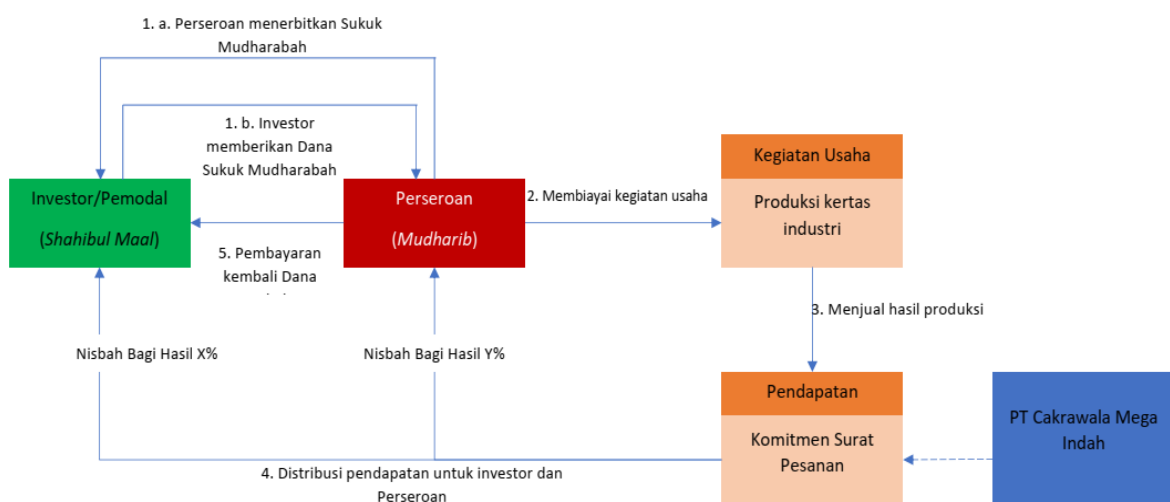 1. a. Perseroan menerbitkan Sukuk
Mudharabah
1. b. Investor
memberikan Dana
Sukuk Mudharabah
Investor/Pemodal
(Shahibul Maal)
Perseroan
(Mudharib)
2. Membiayai kegiatan usaha
Kegiatan Usaha
Produksi kertas
industri
5. Pembayaran
kembali Dana
3. Menjual hasil produksi
Nisbah Bagi Hasil X%
Nisbah Bagi Hasil Y%
Pendapatan
Komitmen Surat
Pesanan
PT Cakrawala Mega
Indah
4. Distribusi pendapatan untuk investor dan
Perseroan